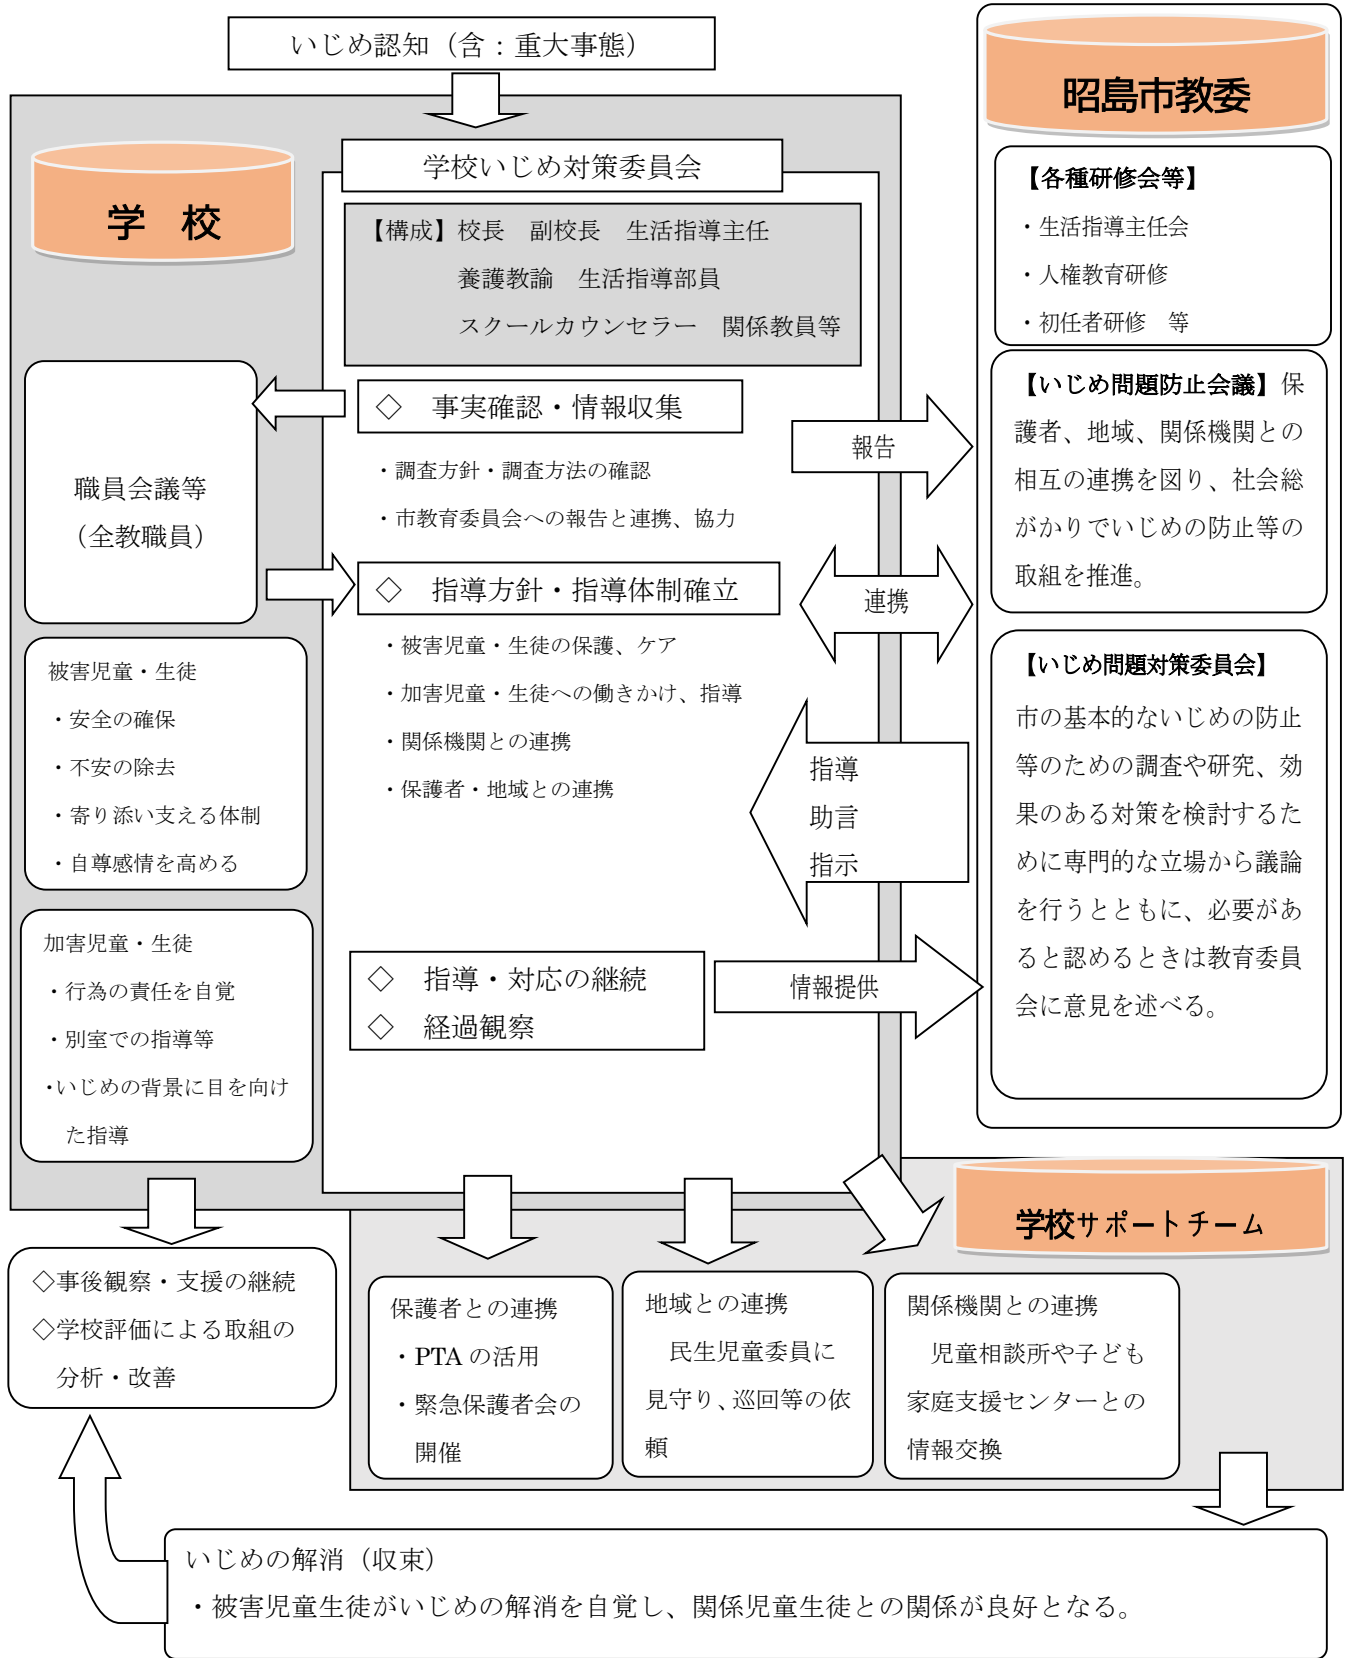 いじめ認知（含：重大事態）
学　校
学校いじめ対策委員会
【構成】校長　副校長　生活指導主任
養護教諭　生活指導部員
スクールカウンセラー　関係教員等
◇　事実確認・情報収集
・調査方針・調査方法の確認
・市教育委員会への報告と連携、協力
職員会議等
（全教職員）
◇　指導方針・指導体制確立
・被害児童・生徒の保護、ケア
・加害児童・生徒への働きかけ、指導
・関係機関との連携
・保護者・地域との連携
被害児童・生徒
・安全の確保
・不安の除去
・寄り添い支える体制
・自尊感情を高める
加害児童・生徒
・行為の責任を自覚
・別室での指導等
・いじめの背景に目を向け
た指導
◇　指導・対応の継続
◇　経過観察
報告
連携
指導
助言
指示
情報提供
昭島市教委
【各種研修会等】
・生活指導主任会
・人権教育研修
・初任者研修　等
【いじめ問題防止会議】保
護者、地域、関係機関との
相互の連携を図り、社会総
がかりでいじめの防止等の
取組を推進。
【いじめ問題対策委員会】
市の基本的ないじめの防止
等のための調査や研究、効
果のある対策を検討するた
めに専門的な立場から議論
を行うとともに、必要があ
ると認めるときは教育委員
会に意見を述べる。
学校サポートチーム
保護者との連携
・PTA の活用
・緊急保護者会の
開催
地域との連携
民生児童委員に
見守り、巡回等の依
頼
関係機関との連携
児童相談所や子ども
家庭支援センターとの
情報交換
◇事後観察・支援の継続
◇学校評価による取組の
分析・改善
いじめの解消（収束）
・被害児童生徒がいじめの解消を自覚し、関係児童生徒との関係が良好となる。